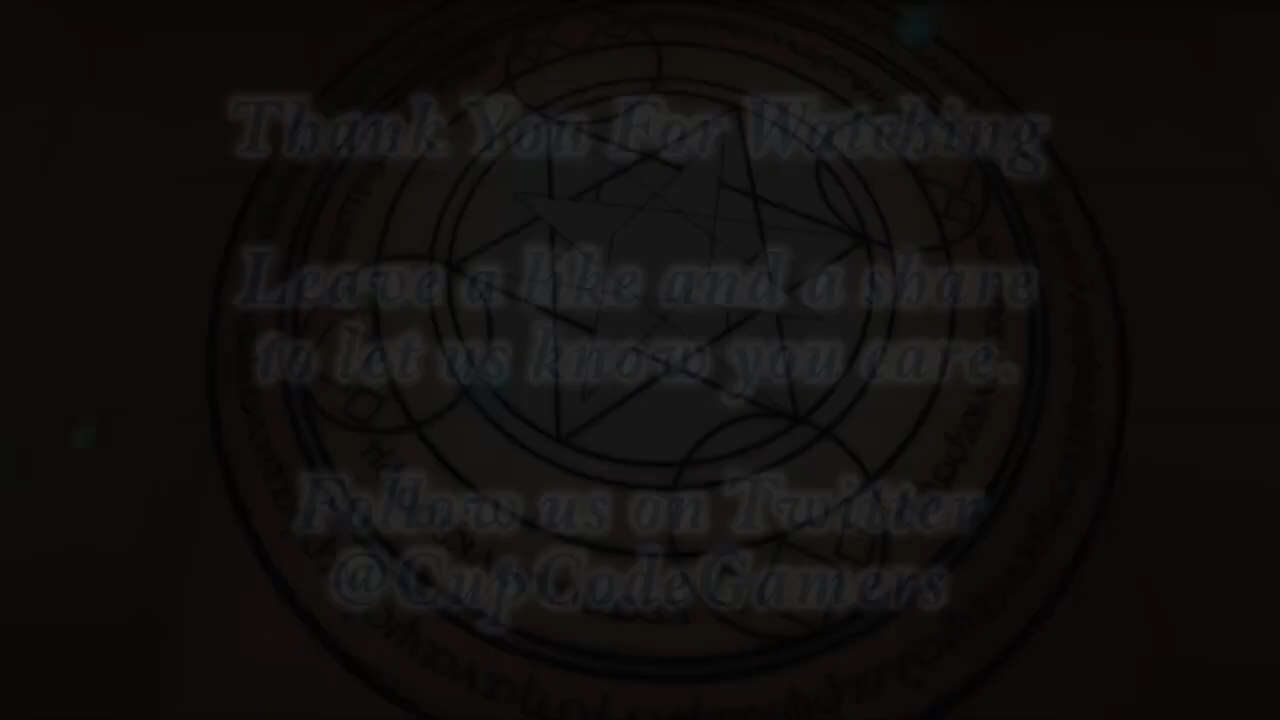 Thank You For Watching
Leave a like and a share
to let us know you care.
Follow us on Twitter
@CupCodeGamers